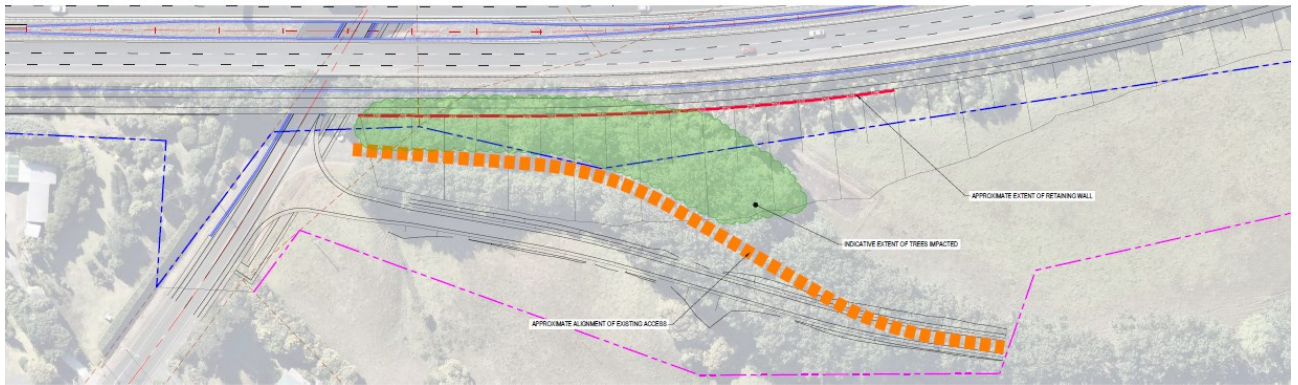 APPROXIMATE EXTENT OF RETAINING WALL
INDICATIVE EXTENT OF TREES IMPACTED
APPROXIMATE ALIGNMENT OF EXISTING ACCESS